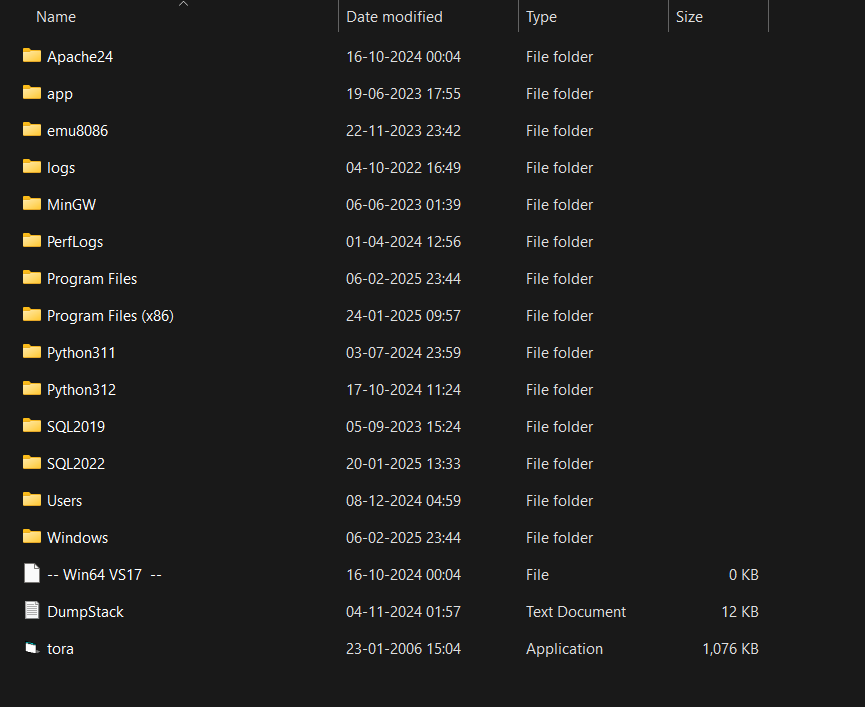 Name Date modified Type Size
Apache24 16-10-2024 00:04 File folder
app 19-06-2023 17:55 File folder
emu8086 22-11-2023 23:42 File folder
logs 04-10-2022 16:49 File folder
MinGW 06-06-2023 01:39 File folder
PerfLogs 01-04-2024 12:56 File folder
Program Files 06-02-2025 23:44 File folder
Program Files (x86) 24-01-2025 09:57 File folder
Python311 03-07-2024 23:59 File folder
Python312 17-10-2024 11:24 File folder
SQL2019 05-09-2023 15:24 File folder
SQL2022 20-01-2025 13:33 File folder
Users 08-12-2024 04:59 File folder
Windows 06-02-2025 23:44 File folder
-- Win64 VS17  -- 16-10-2024 00:04 File 0 KB
DumpStack 04-11-2024 01:57 Text Document 12 KB
tora 23-01-2006 15:04 Application 1,076 KB